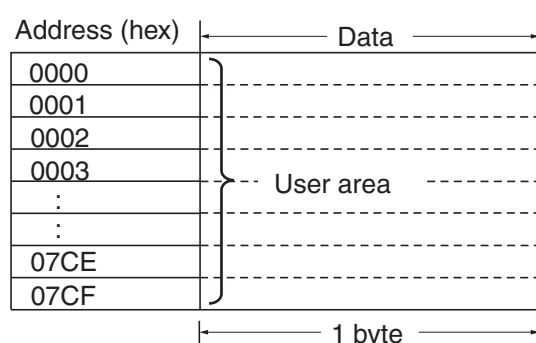 Address (hex) Data
0000
0001
0002
0003
User area
:
:
07CE
07CF
1 byte